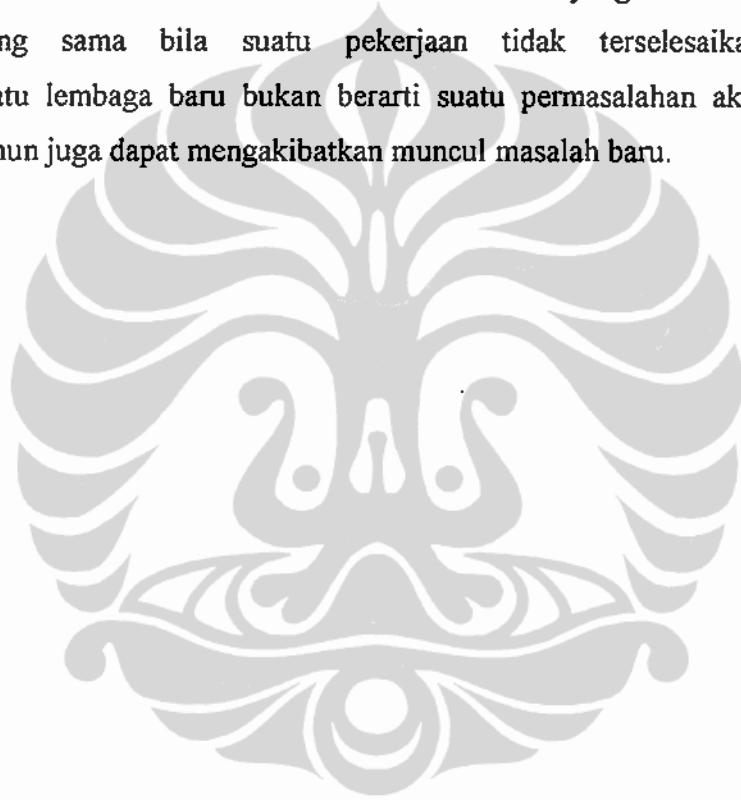 ng sama bila suatu pekerjaan tidak terselesaika
atu lembaga baru bukan berarti suatu permasalahan ak
nun juga dapat mengakibatkan muncul masalah baru.